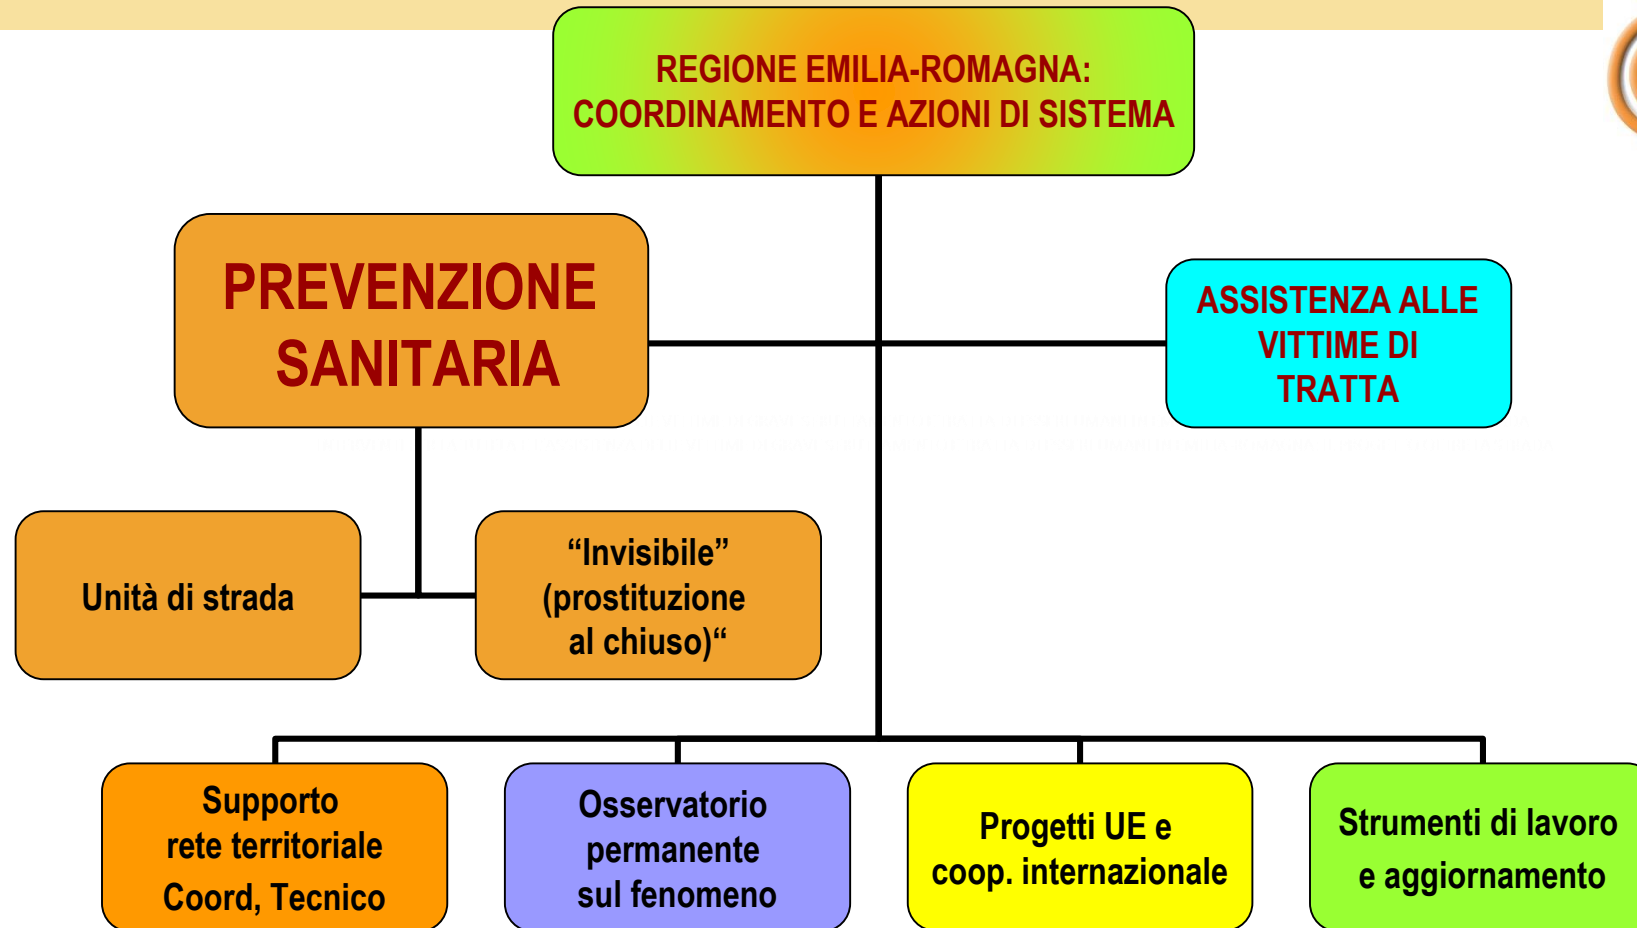 REGIONE EMILIA-ROMAGNA:
COORDINAMENTO E AZIONI DI SISTEMA
PREVENZIONE
SANITARIA
ASSISTENZA ALLE
VITTIME DI
TRATTA
Unità di strada
“Invisibile”
(prostituzione
al chiuso)“
Supporto
rete territoriale
Coord, Tecnico
Osservatorio
permanente
sul fenomeno
Progetti UE e
coop. internazionale
Strumenti di lavoro
e aggiornamento